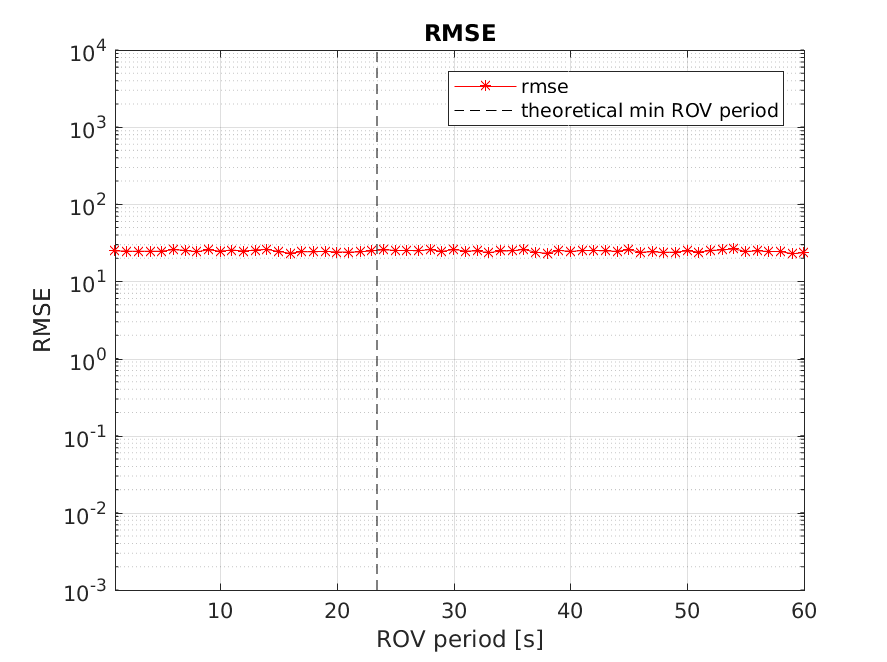 RMSE
10^4
10^3
10^2
10^1
10^0
10^-1
10^-2
10^-3
RMSE
rmse
theoretical min ROV period
10 20 30 40 50 60
ROV period [s]